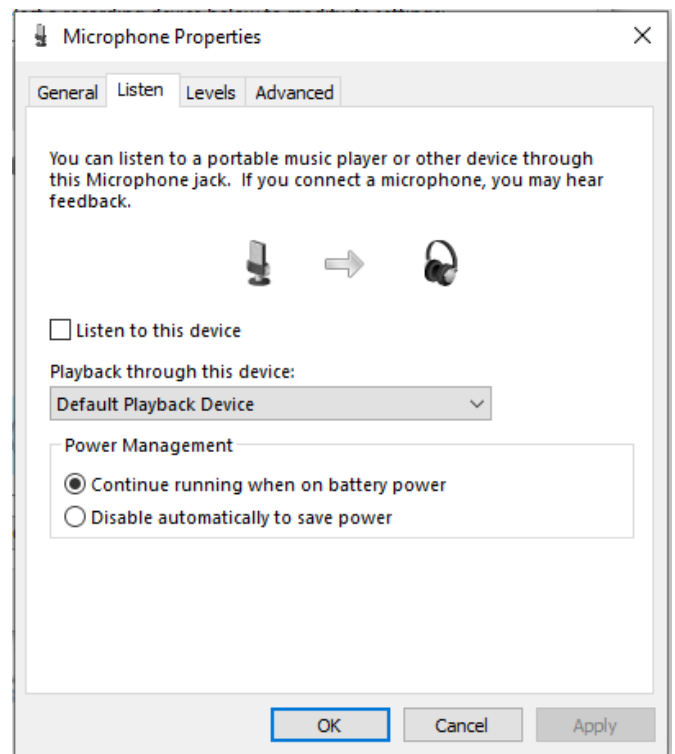 Microphone Properties
General Listen Levels Advanced
You can listen to a portable music player or other device through
this Microphone jack. If you connect a microphone, you may hear
feedback.
Listen to this device
Playback through this device:
Default Playback Device
Power Management
Continue running when on battery power
Disable automatically to save power
OK Cancel Apply